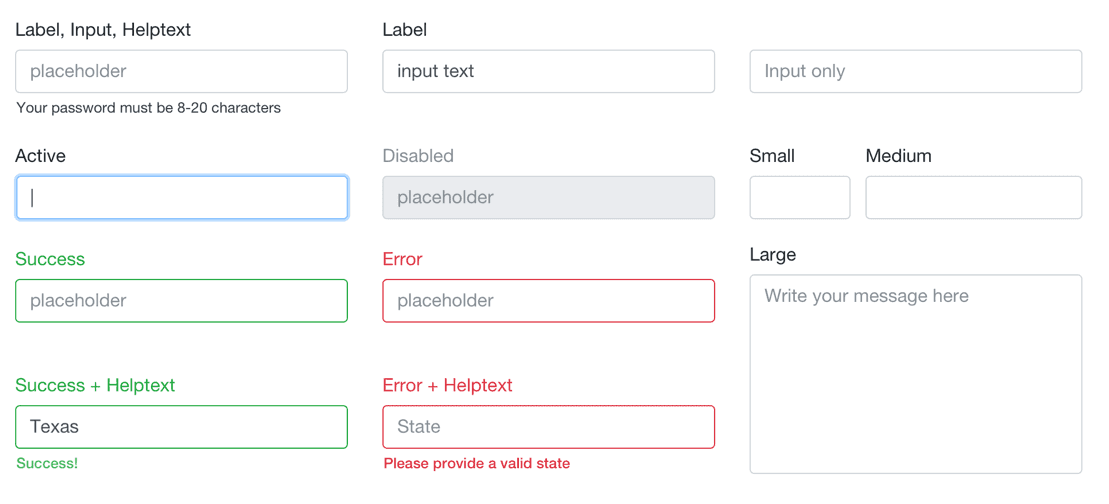 Label, Input, Helptext
placeholder
Your password must be 8-20 characters
Label
input text
Input only
Active
Disabled
placeholder
Small
Medium
Success
placeholder
Error
placeholder
Large
Write your message here
Success + Helptext
Texas
Success!
Error + Helptext
State
Please provide a valid state